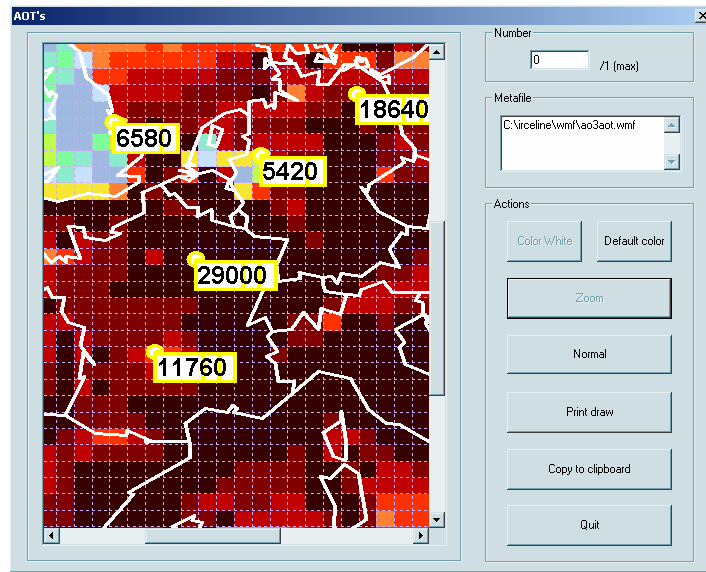 AOT's
6580
18640
5420
29000
11760
Number
0
/1 (max)
Metafile
C:\irceline\wmf\ao3aot.wmf
Actions
Color White
Default color
Zoom
Normal
Print draw
Copy to clipboard
Quit